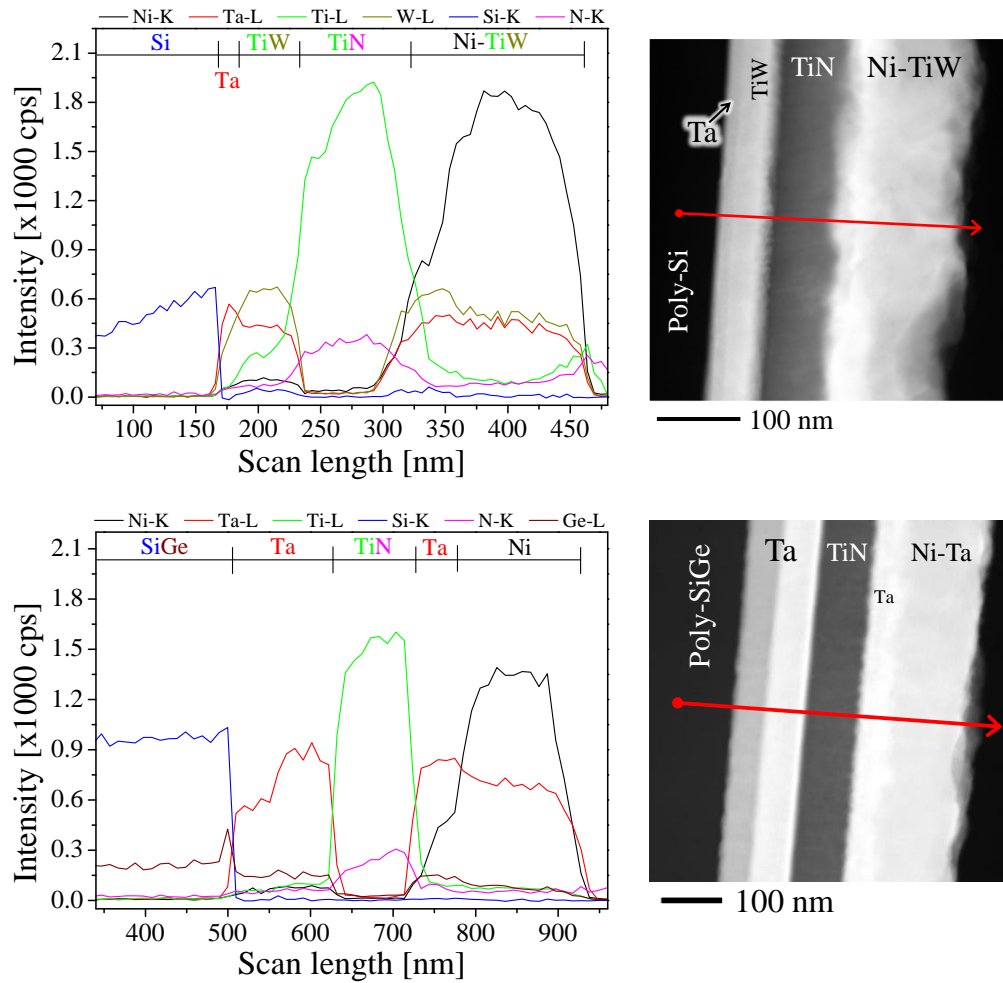 Ni-K Ta-L Ti-L W-L Si-K N-K
Si TiW TiN Ni-TiW
Ta
2.1
1.8
1.5
1.2
0.9
0.6
0.3
0.0
Intensity [x1000 cps]
100 150 200 250 300 350 400 450
Scan length [nm]
TiW TiN Ni-TiW
Ta
Poly-Si
100 nm
Ni-K Ta-L Ti-L Si-K N-K Ge-L
SiGe Ta TiN Ta Ni
2.1
1.8
1.5
1.2
0.9
0.6
0.3
0.0
Intensity [x1000 cps]
400 500 600 700 800 900
Scan length [nm]
Poly-SiGe Ta TiN Ni-Ta
Ta
100 nm